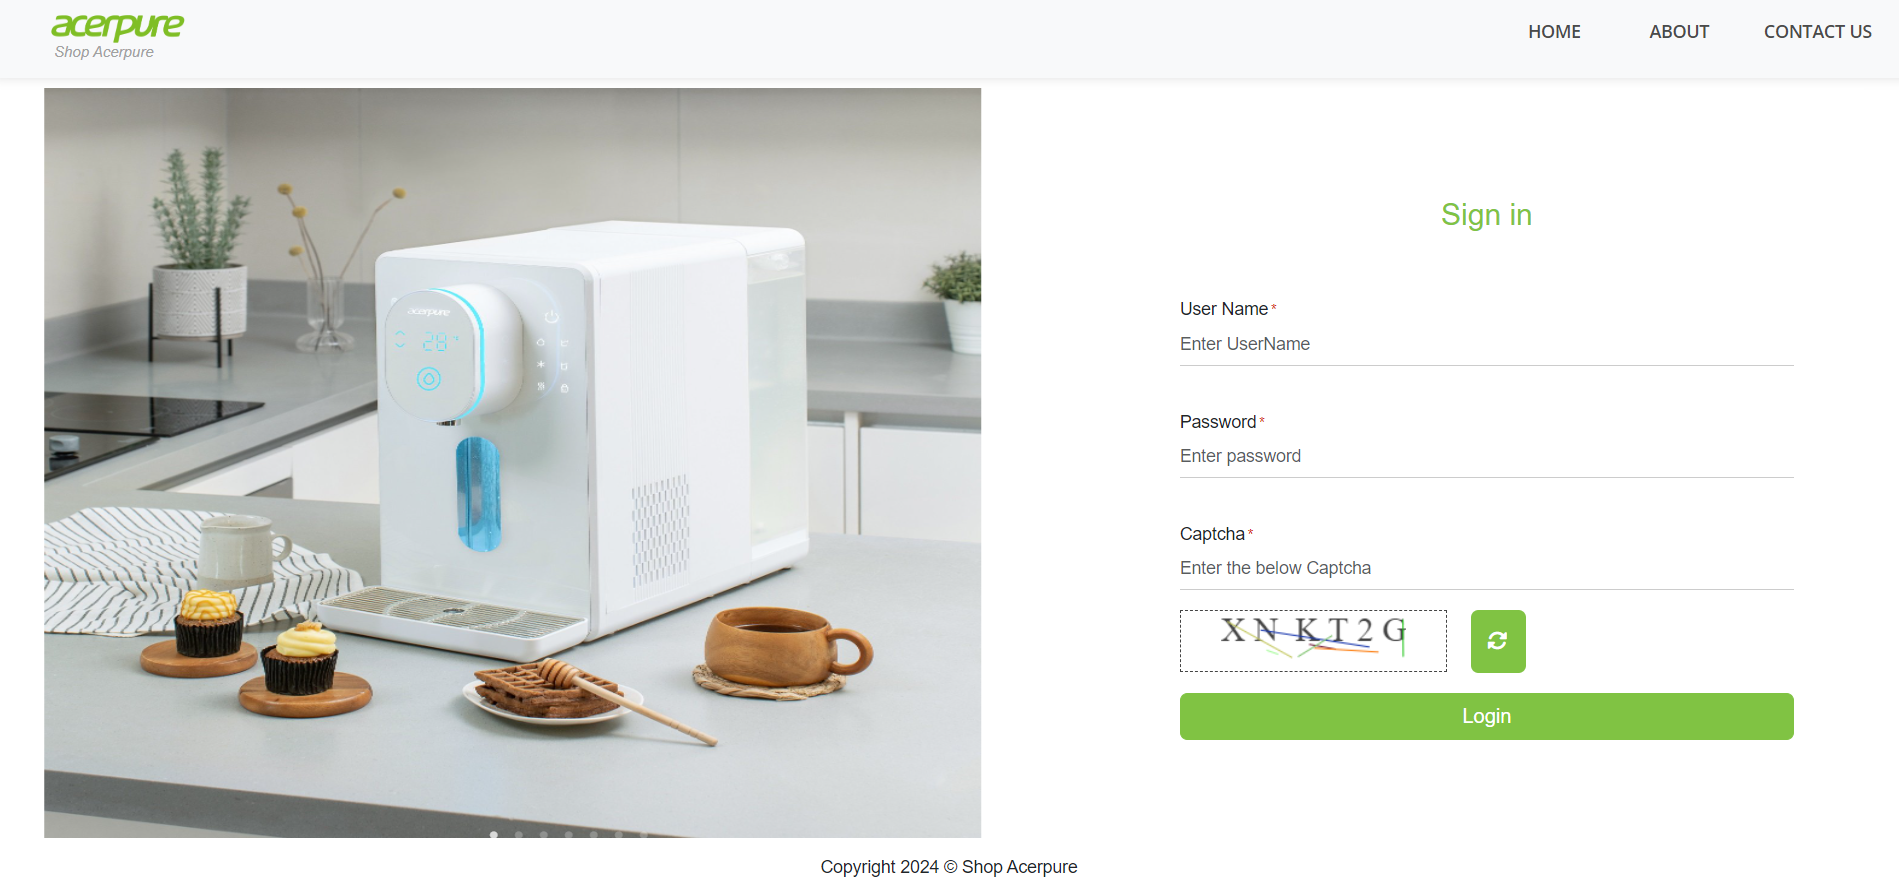 acerpure
Shop Acerpure
HOME
ABOUT
CONTACT US
acerpure
28
Sign in
User Name*
Enter UserName
Password*
Enter password
Captcha*
Enter the below Captcha
XNKT2G
Login
Copyright 2024 © Shop Acerpure